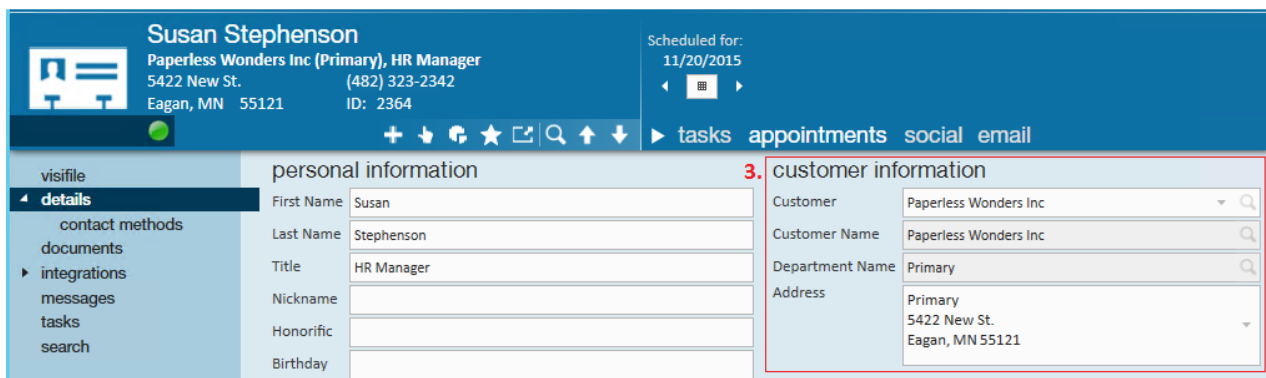 Susan Stephenson
Paperless Wonders Inc (Primary), HR Manager
5422 New St. (482) 323-2342
Eagan, MN 55121 ID: 2364
Scheduled for:
11/20/2015
tasks appointments social email
visifile
details
contact methods
documents
integrations
messages
tasks
search
personal information
First Name Susan
Last Name Stephenson
Title HR Manager
Nickname
Honorific
Birthday
3. customer information
Customer Paperless Wonders Inc
Customer Name Paperless Wonders Inc
Department Name Primary
Address Primary
5422 New St.
Eagan, MN 55121